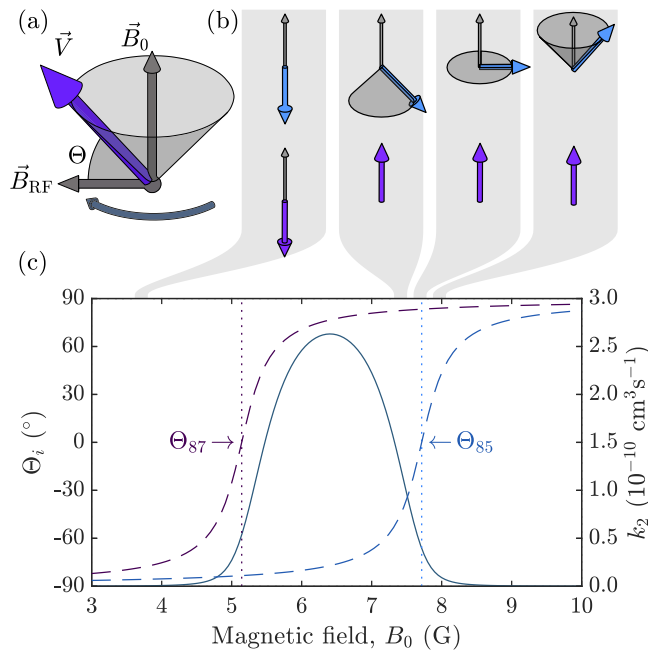 (a)
(b)
V⃗
B⃗₀
Θ
B⃗_RF
(c)
90
60
30
0
-30
-60
-90
Θᵢ (°)
Θ₈₇
Θ₈₅
3.0
2.5
2.0
1.5
1.0
0.5
0.0
k₂ (10⁻¹⁰ cm³s⁻¹)
3 4 5 6 7 8 9 10
Magnetic field, B₀ (G)